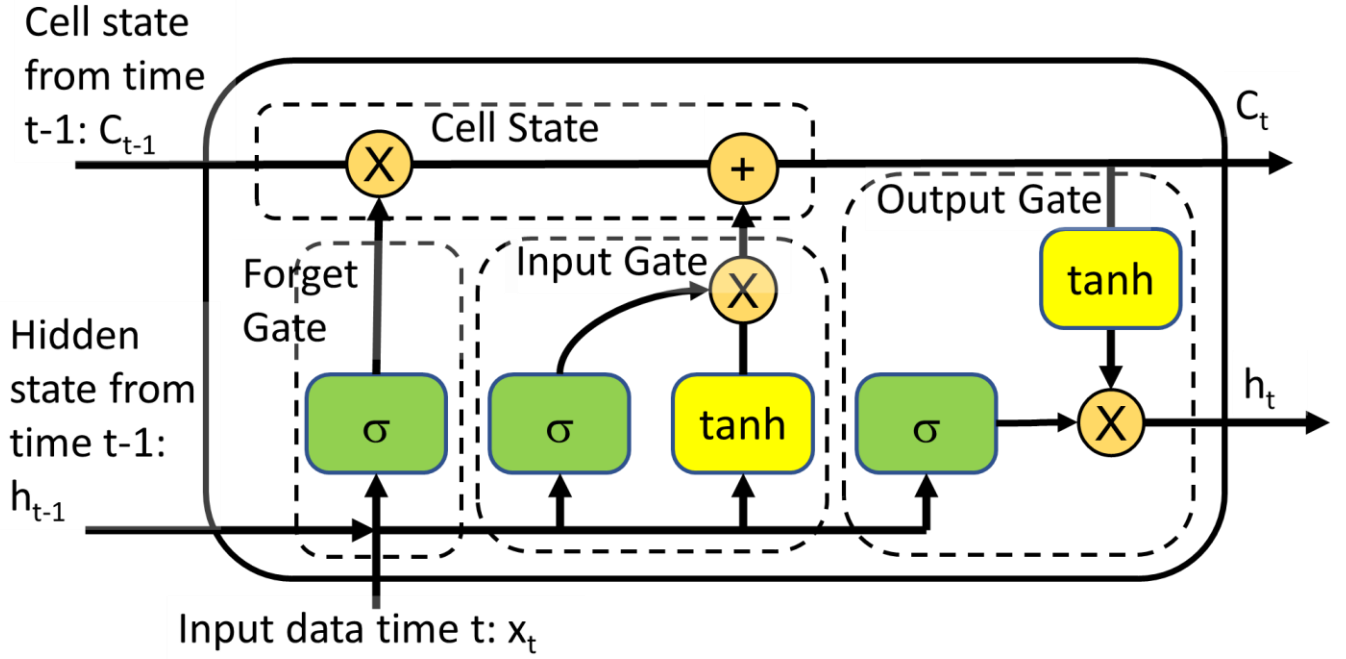 Cell state
from time
t-1: Cₜ₋₁
Cell State
X
+
Cₜ
Output Gate
Forget
Gate
Input Gate
X
tanh
Hidden
state from
time t-1:
hₜ₋₁
σ
σ
tanh
σ
X
hₜ
Input data time t: xₜ